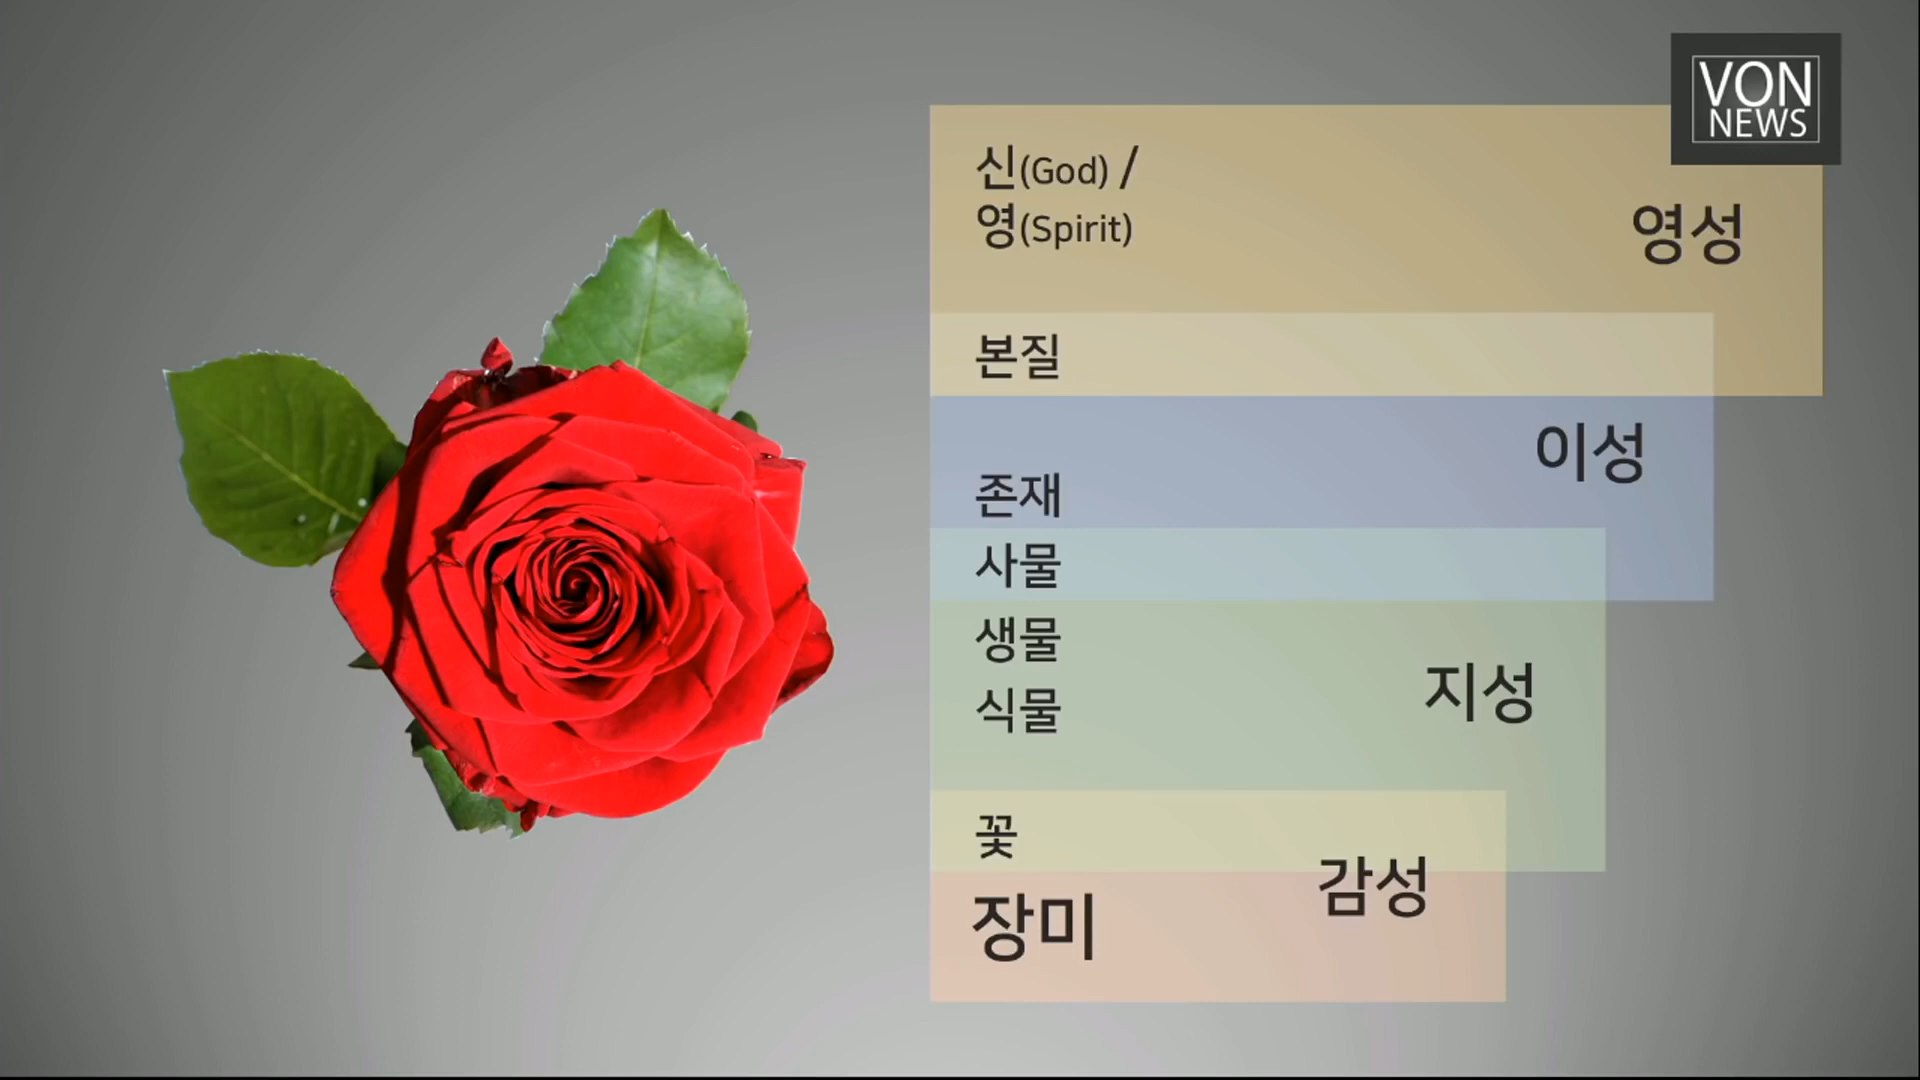 VON
NEWS
신(God) /
영(Spirit)
영성
본질
이성
존재
사물
생물
지성
식물
꽃
감성
장미